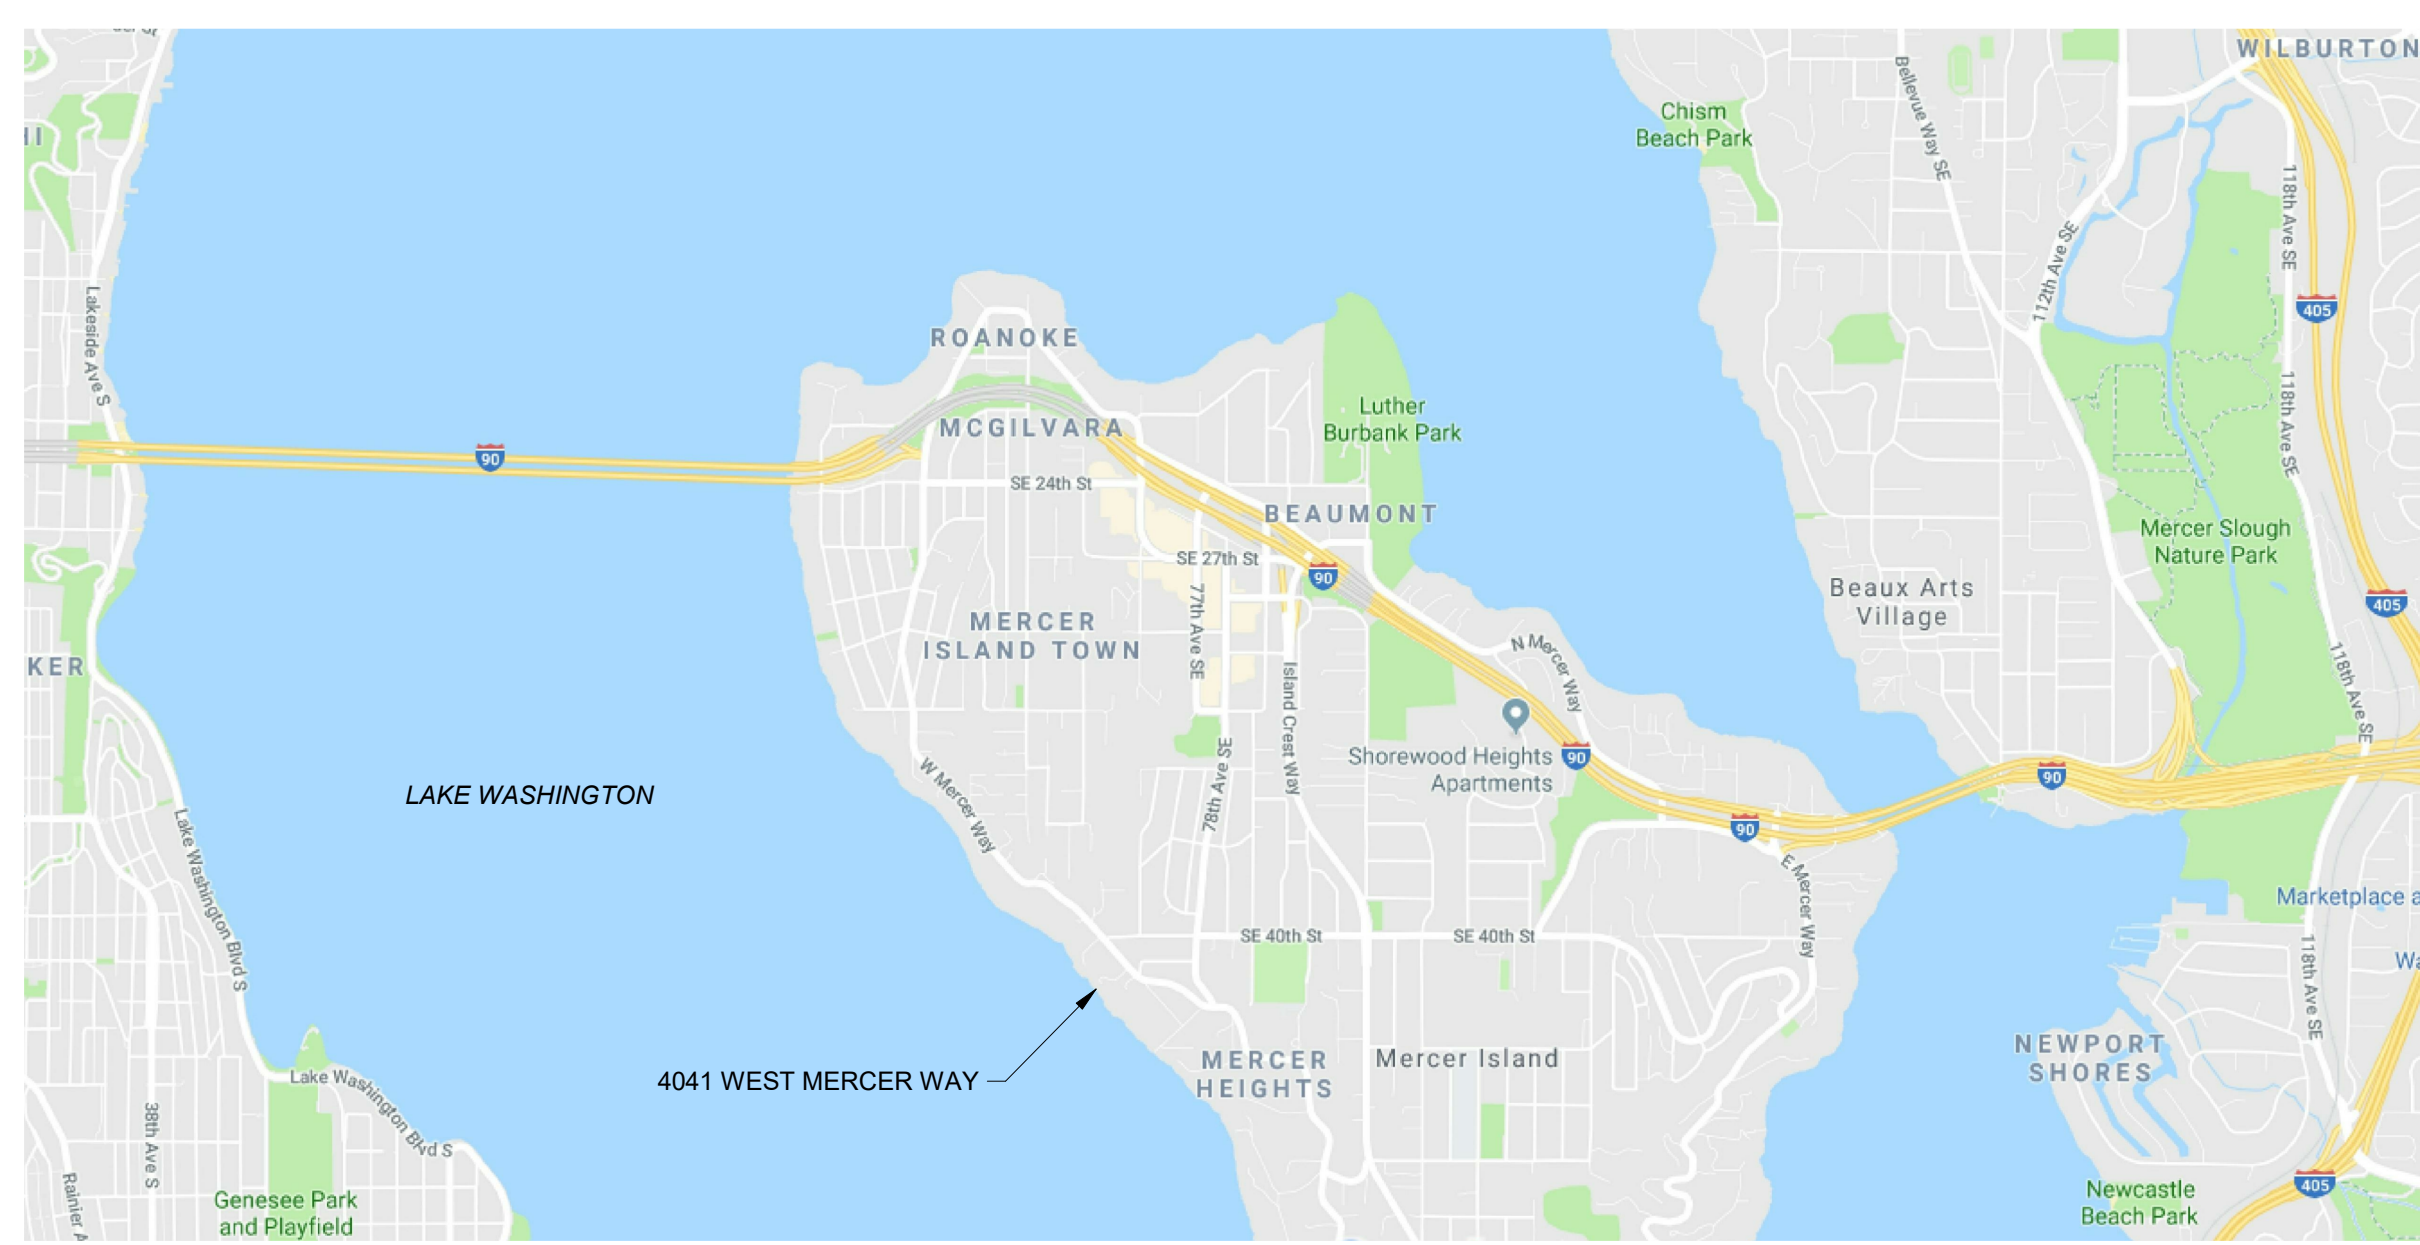 WILBURTON
Chism
Beach Park
Bellevue Way SE
118th Ave SE
112th Ave SE
405
Lakeside Ave S
ROANOKE
118th Ave SE
Luther
Burbank Park
MCGILVRA
90
SE 24th St
BEAUMONT
Mercer Slough
Nature Park
SE 27th St
90
Beaux Arts
Village
405
77th Ave SE
MERCER
ISLAND TOWN
N Mercer Way
KER
118th Ave SE
Island Crest Way
Shorewood Heights
Apartments
90
90
78th Ave SE
W Mercer Way
LAKE WASHINGTON
90
Lake Washington Blvd S
E Mercer Way
Marketplace a
SE 40th St
SE 40th St
118th Ave SE
Wa
4041 WEST MERCER WAY
MERCER
HEIGHTS
Mercer Island
NEWPORT
SHORES
Lake Washington Blvd S
38th Ave S
Rainier A
Genesee Park
and Playfield
Newcastle
Beach Park
405